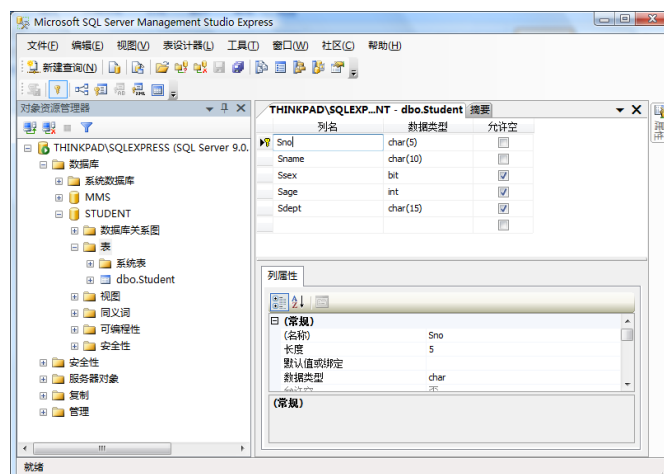 Microsoft SQL Server Management Studio Express
文件(F) 编辑(E) 视图(V) 表设计器(L) 工具(T) 窗口(W) 社区(C) 帮助(H)
新建查询(N)
对象资源管理器
THINKPAD\SQLEXPRESS (SQL Server 9.0.
数据库
系统数据库
MMS
STUDENT
数据库关系图
表
系统表
dbo.Student
视图
同义词
可编程性
安全性
安全性
服务器对象
复制
管理
THINKPAD\SQLEXP...NT - dbo.Student 摘要
列名 数据类型 允许空
Sno char(5)
Sname char(10)
Ssex bit
Sage int
Sdept char(15)
列属性
(常规)
(名称) Sno
长度 5
默认值或绑定
数据类型 char
允许空 否
(常规)
就绪